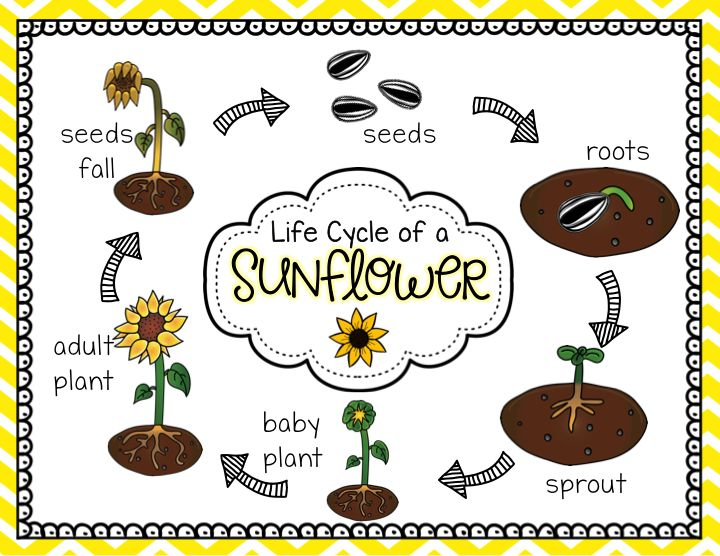 Life Cycle of a
Sunflower
seeds
roots
sprout
baby
plant
adult
plant
seeds
fall